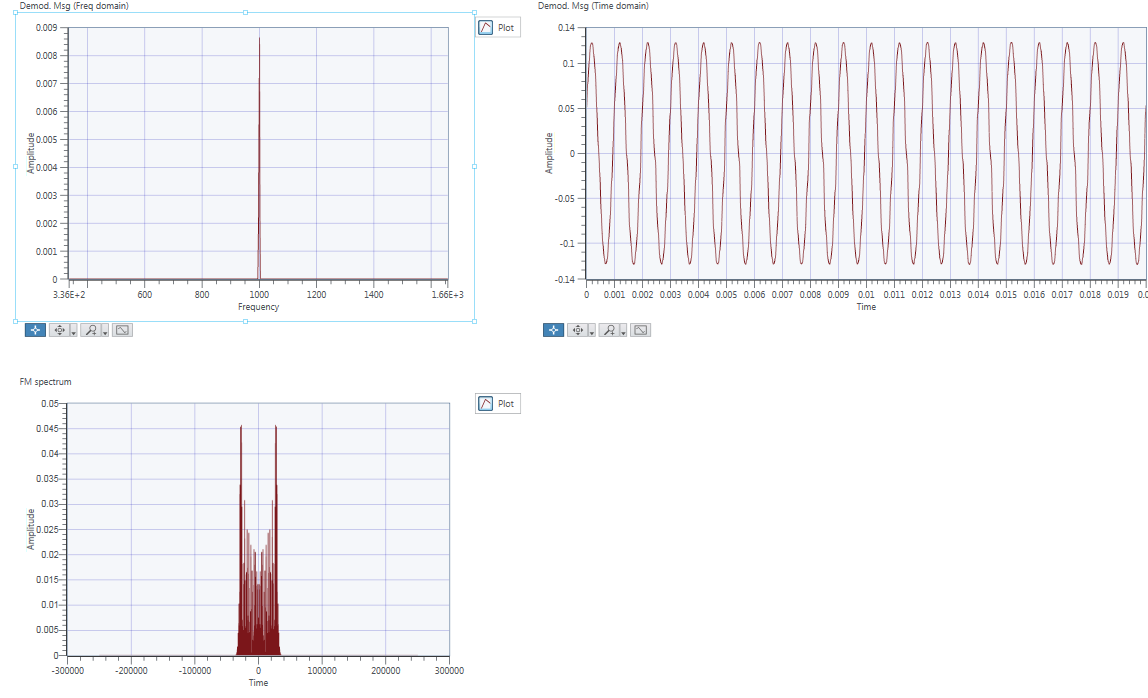 Demod. Msg (Freq domain)
Plot
Amplitude
0.009
0.008
0.007
0.006
0.005
0.004
0.003
0.002
0.001
0
3.36E+2 600 800 1000 1200 1400 1.66E+3
Frequency
Demod. Msg (Time domain)
Amplitude
0.14
0.1
0.05
0
-0.05
-0.1
-0.14
0 0.001 0.002 0.003 0.004 0.005 0.006 0.007 0.008 0.009 0.01 0.011 0.012 0.013 0.014 0.015 0.016 0.017 0.018 0.019
Time
FM spectrum
Plot
Amplitude
0.05
0.045
0.04
0.035
0.03
0.025
0.02
0.015
0.01
0.005
0
-300000 -200000 -100000 0 100000 200000 300000
Time